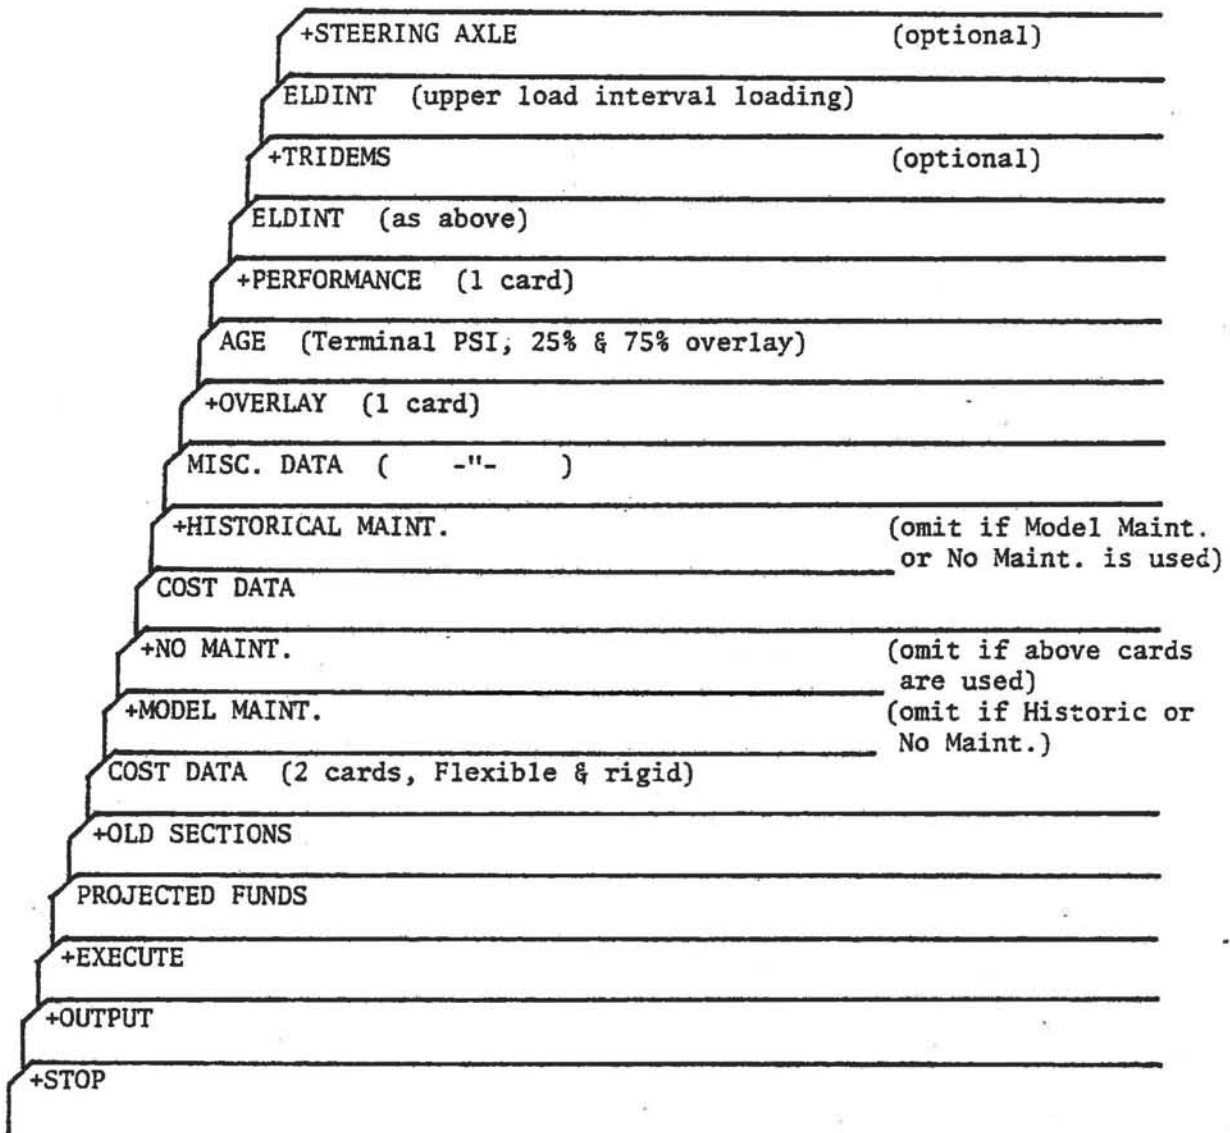 +STEERING AXLE (optional)
ELDINT (upper load interval loading)
+TRIDEMS (optional)
ELDINT (as above)
+PERFORMANCE (1 card)
AGE (Terminal PSI, 25% & 75% overlay)
+OVERLAY (1 card)
MISC. DATA ( -"- )
+HISTORICAL MAINT. (omit if Model Maint.
or No Maint. is used)
COST DATA
+NO MAINT. (omit if above cards
are used)
+MODEL MAINT. (omit if Historic or
No Maint.)
COST DATA (2 cards, Flexible & rigid)
+OLD SECTIONS
PROJECTED FUNDS
+EXECUTE
+OUTPUT
+STOP